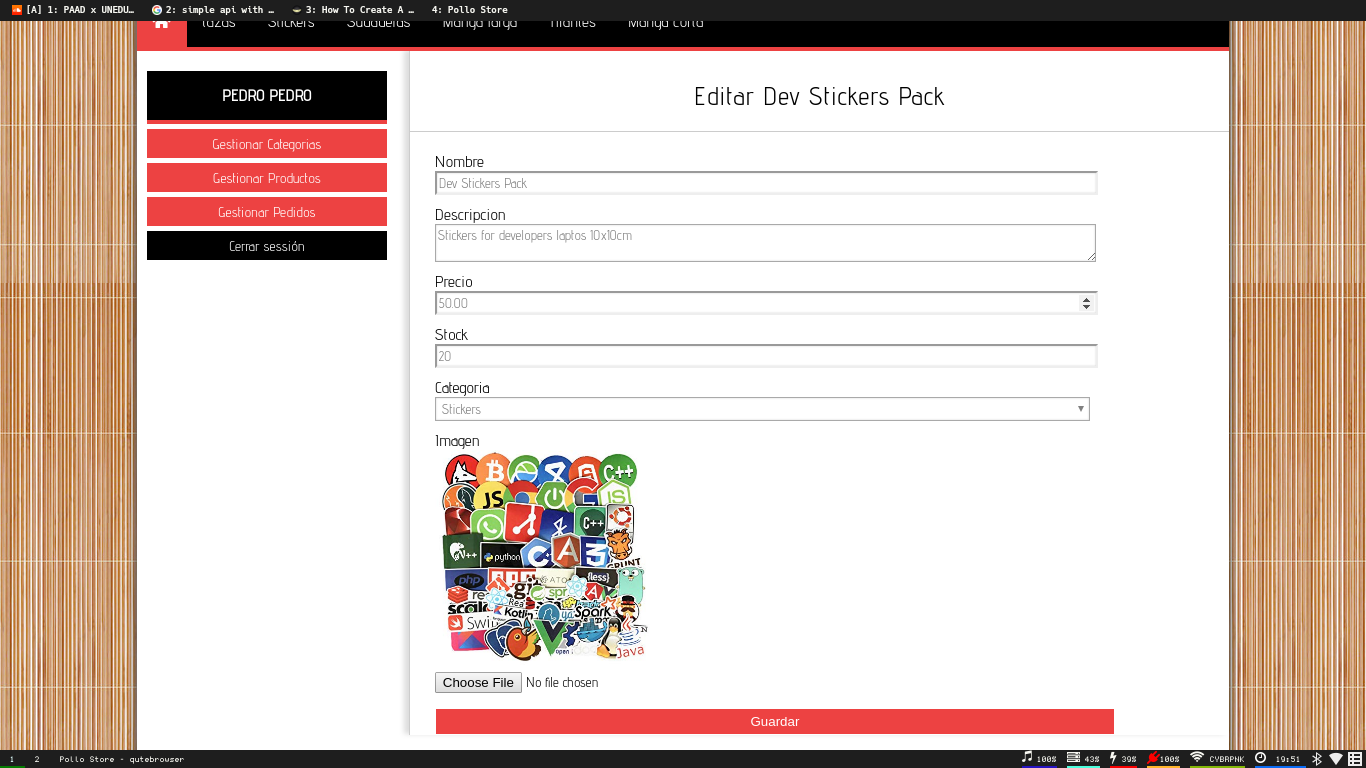 [A] 1: PAAD x UNEDU… 2: simple api with … 3: How To Create A … 4: Pollo Store
Tazas Stickers Sudaderas Manga larga Infantes Manga corta
PEDRO PEDRO
Gestionar Categorias
Gestionar Productos
Gestionar Pedidos
Cerrar sessión
Editar Dev Stickers Pack
Nombre
Dev Stickers Pack
Descripcion
Stickers for developers laptos 10x10cm
Precio
50.00
Stock
20
Categoria
Stickers
Imagen
C++
JS
JS
C++
python
GRUNT
php
{less}
Kotlin
Spark
Java
Choose File No file chosen
Guardar
1 2 Pollo Store - qutebrowser 100% 43% 39% 100% CYBRPNK 19:51